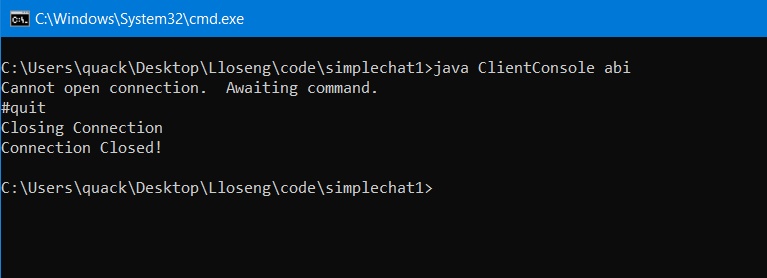 C:\Windows\System32\cmd.exe
C:\Users\quack\Desktop\Lloseng\code\simplechat1>java ClientConsole abi
Cannot open connection.  Awaiting command.
#quit
Closing Connection
Connection Closed!
C:\Users\quack\Desktop\Lloseng\code\simplechat1>